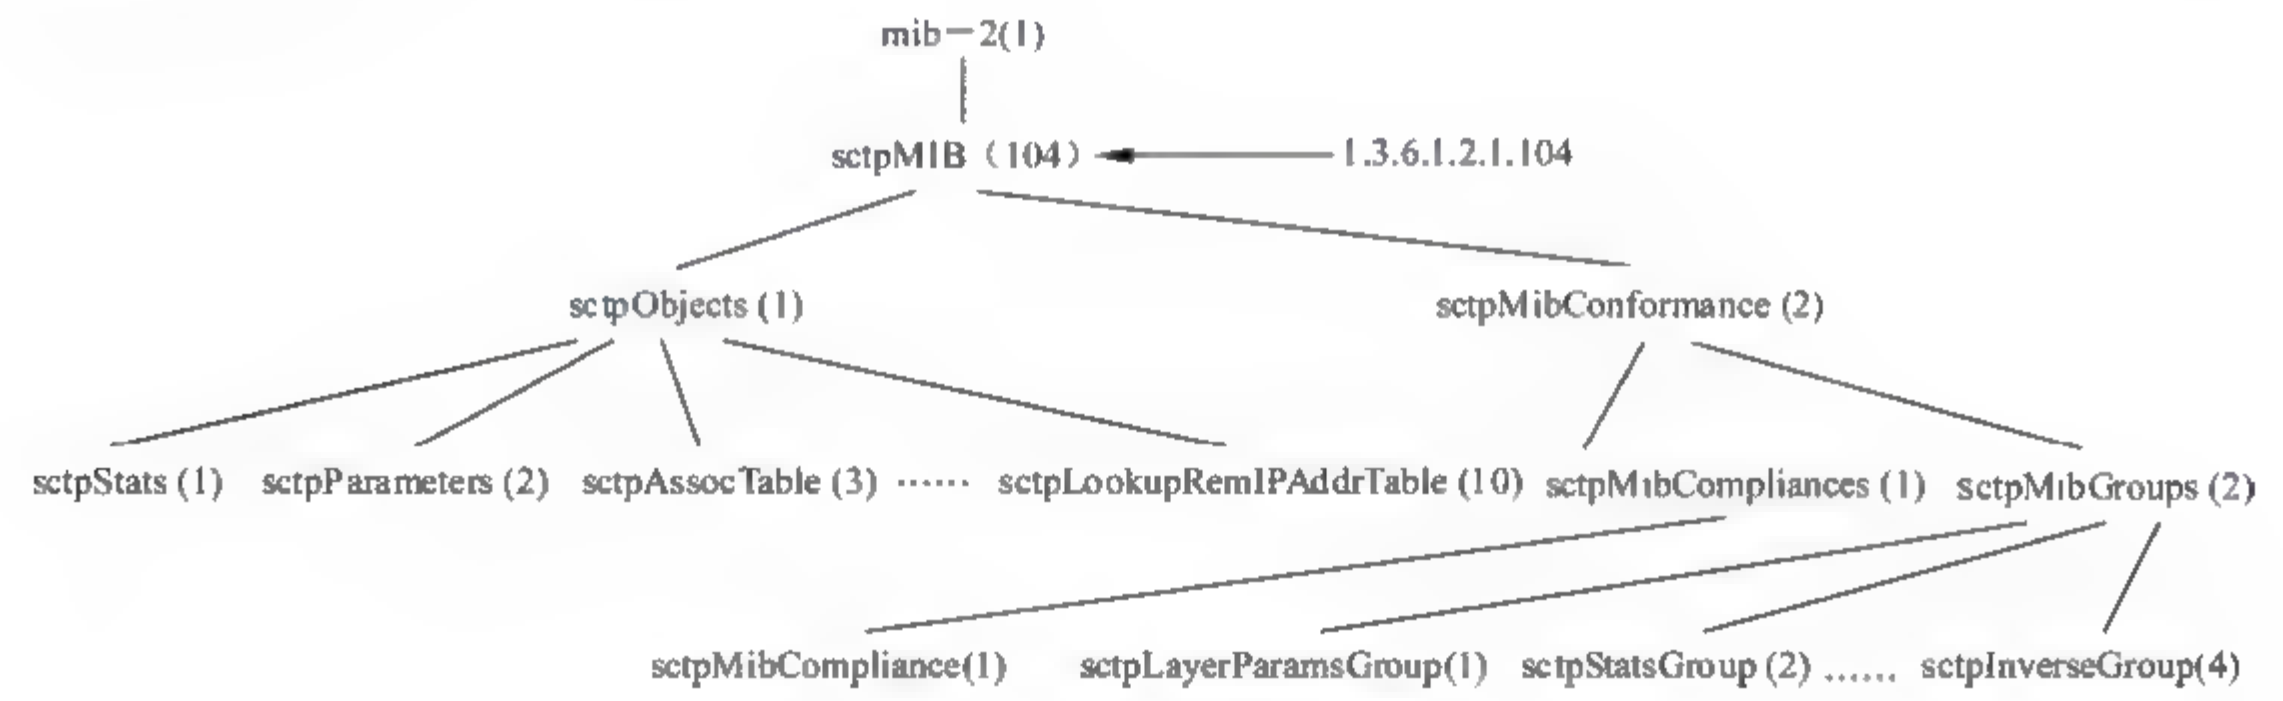 mib-2(1)
sctpMIB (104) 1.3.6.1.2.1.104
sctpObjects (1) sctpMibConformance (2)
sctpStats (1) sctpParameters (2) sctpAssocTable (3) ...... sctpLookupRemIPAddrTable (10) sctpMibCompliances (1) sctpMibGroups (2)
sctpMibCompliance(1) sctpLayerParamsGroup(1) sctpStatsGroup (2) ...... sctpInverseGroup(4)